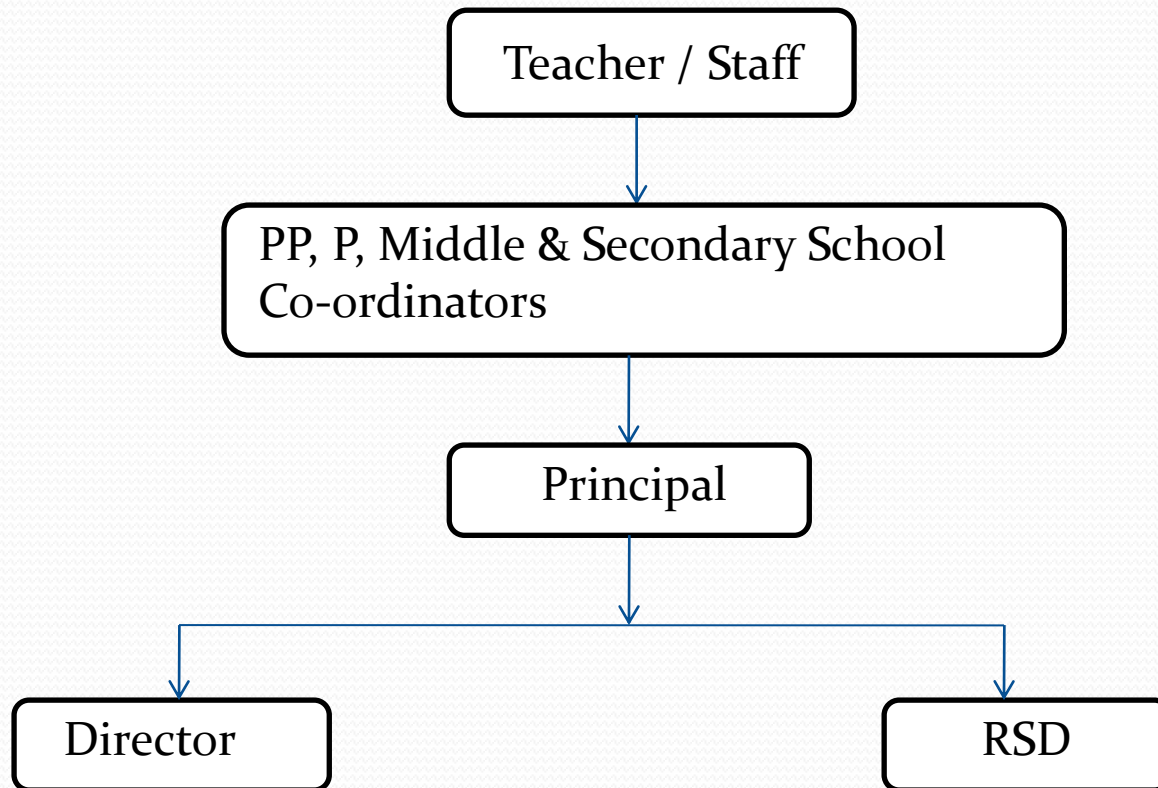 Teacher / Staff
PP, P, Middle & Secondary School
Co-ordinators
Principal
Director
RSD